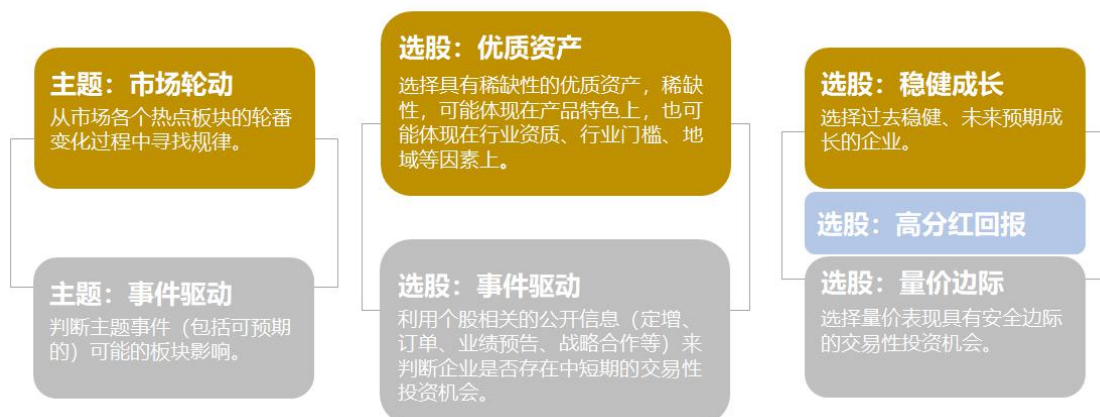 主题：市场轮动
从市场各个热点板块的轮番
变化过程中寻找规律。
主题：事件驱动
判断主题事件（包括可预期
的）可能的板块影响。
选股：优质资产
选择具有稀缺性的优质资产，稀缺
性，可能体现在产品特色上，也可
能体现在行业资质、行业门槛、地
域等因素上。
选股：事件驱动
利用个股相关的公开信息（定增、
订单、业绩预告、战略合作等）来
判断企业是否存在中短期的交易性
投资机会。
选股：稳健成长
选择过去稳健、未来预期成
长的企业。
选股：高分红回报
选股：量价边际
选择量价表现具有安全边际
的交易性投资机会。